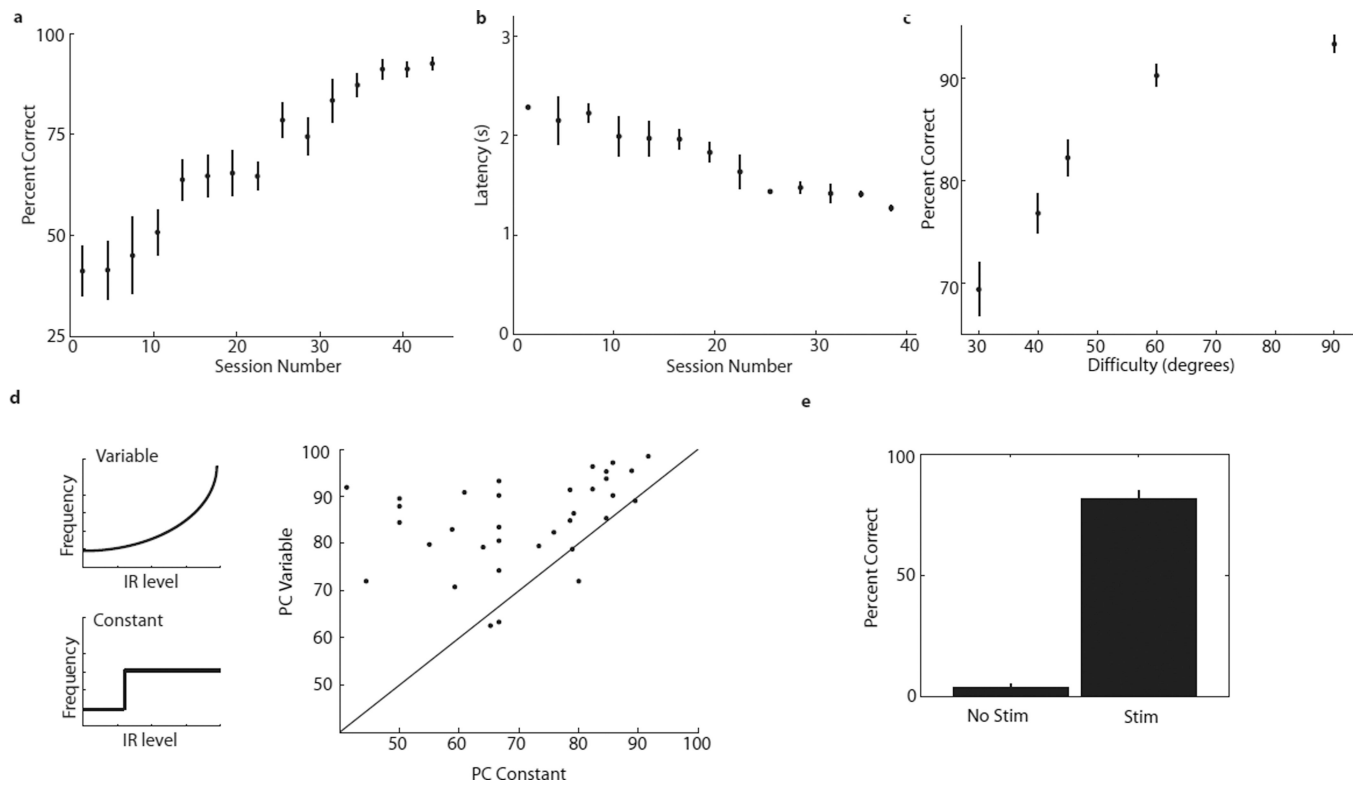 a
100
75
50
25
Percent Correct
0 10 20 30 40
Session Number
b
3
2
1
0
Latency (s)
0 10 20 30 40
Session Number
c
90
80
70
Percent Correct
30 40 50 60 70 80 90
Difficulty (degrees)
d
Variable
Frequency
IR level
Constant
Frequency
IR level
100
90
80
70
60
50
PC Variable
50 60 70 80 90 100
PC Constant
e
100
50
0
Percent Correct
No Stim Stim